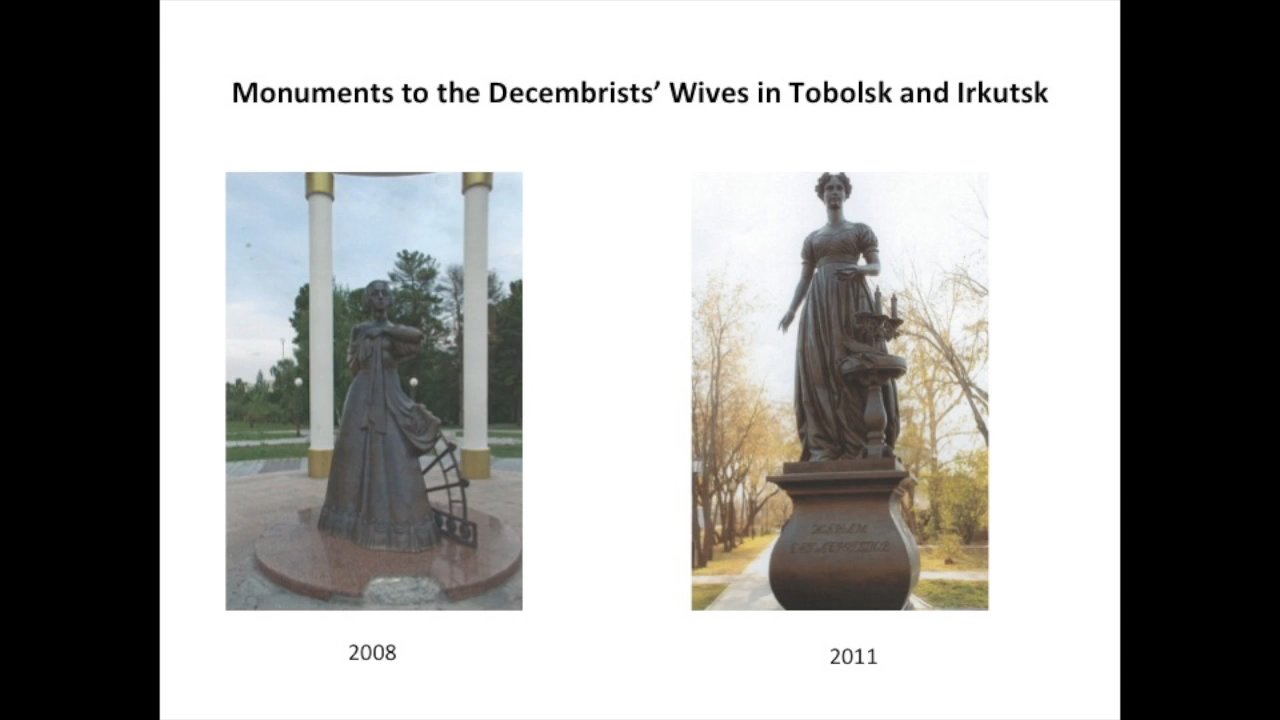 Monuments to the Decembrists’ Wives in Tobolsk and Irkutsk
2008
2011